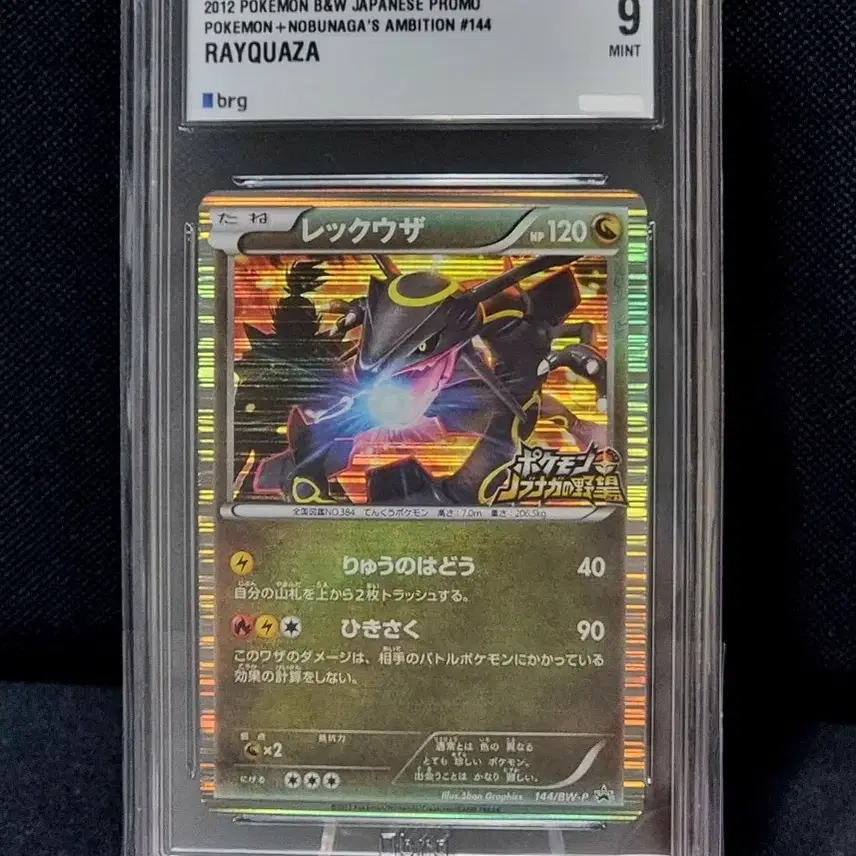 2012 POKEMON B&W JAPANESE PROMO
POKEMON+NOBUNAGA'S AMBITION #144
RAYQUAZA
9
MINT
brg
たね
レックウザ
HP 120
ポケモン+
ノブナガの野望
全国図鑑NO.384 てんくうポケモン 高さ:7.0m 重さ:206.5kg
りゅうのはどう 40
自分の山札を上から2枚トラッシュする。
ひきさく 90
このワザのダメージは、相手のバトルポケモンにかかっている
効果の計算をしない。
弱点 抵抗力
×2
にげる
通常とは 色の 異なる
とても 珍しい ポケモン。
出会うことは かなり 難しい。
Illus.5ban Graphics 144/BW-P